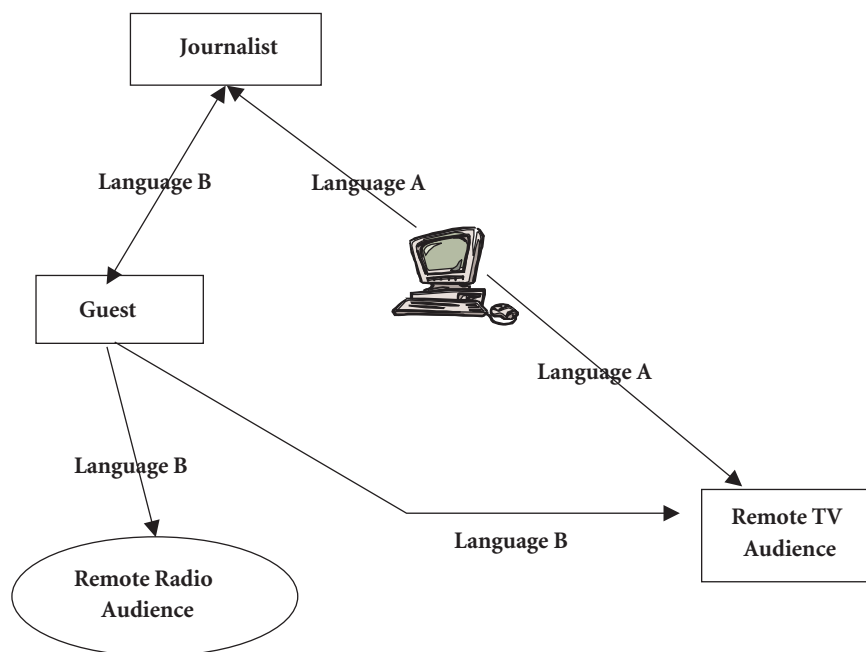 Journalist
Language B
Language A
Guest
Language A
Language B
Language B
Remote TV
Audience
Remote Radio
Audience